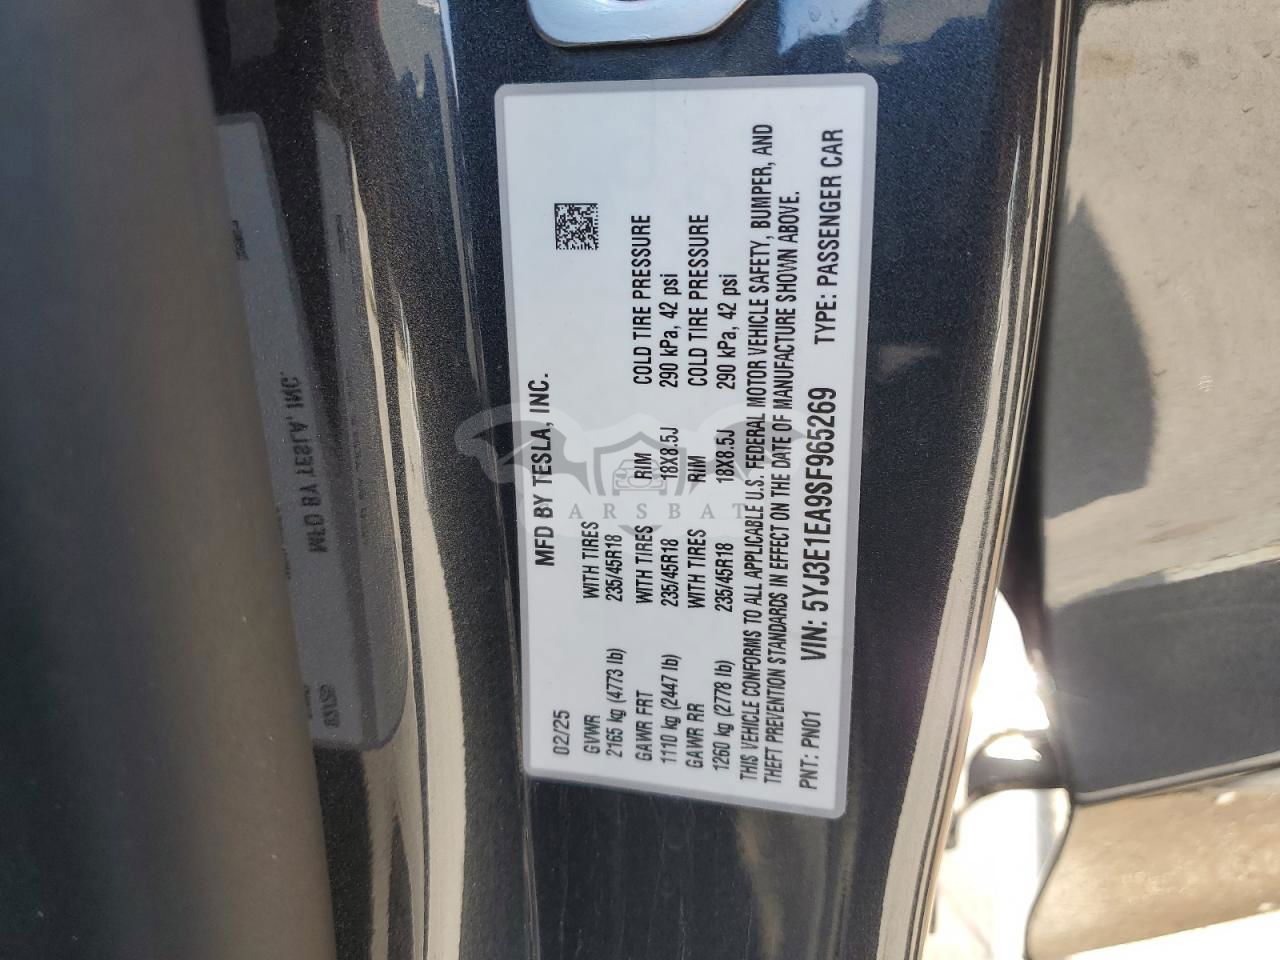 MFD BY TESLA, INC.
02/25
GVWR WITH TIRES
2165 kg (4773 lb) 235/45R18
GAWR FRT WITH TIRES RIM COLD TIRE PRESSURE
1110 kg (2447 lb) 235/45R18 18X8.5J 290 kPa, 42 psi
GAWR RR WITH TIRES RIM COLD TIRE PRESSURE
1260 kg (2778 lb) 235/45R18 18X8.5J 290 kPa, 42 psi
THIS VEHICLE CONFORMS TO ALL APPLICABLE U.S. FEDERAL MOTOR VEHICLE SAFETY, BUMPER, AND
THEFT PREVENTION STANDARDS IN EFFECT ON THE DATE OF MANUFACTURE SHOWN ABOVE.
PNT: PN01 VIN: 5YJ3E1EA9SF965269 TYPE: PASSENGER CAR
MFD BY TESLA, INC.